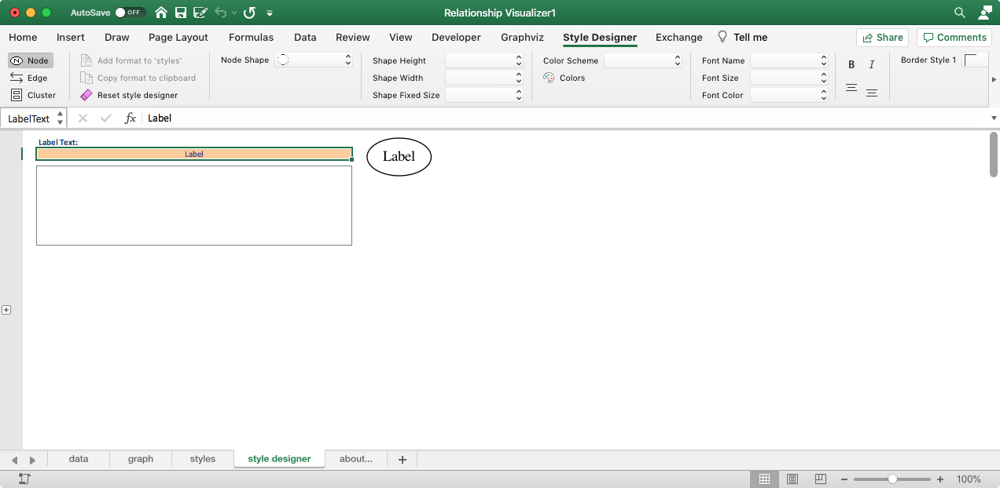 AutoSave OFF Relationship Visualizer1
Home Insert Draw Page Layout Formulas Data Review View Developer Graphviz Style Designer Exchange Tell me Share Comments
N Node Add format to 'styles' Node Shape Shape Height Color Scheme Font Name B I Border Style 1
Edge Copy format to clipboard Shape Width Colors Font Size
Cluster Reset style designer Shape Fixed Size Font Color
LabelText fx Label
Label Text:
Label Label
data graph styles style designer about... +
100%